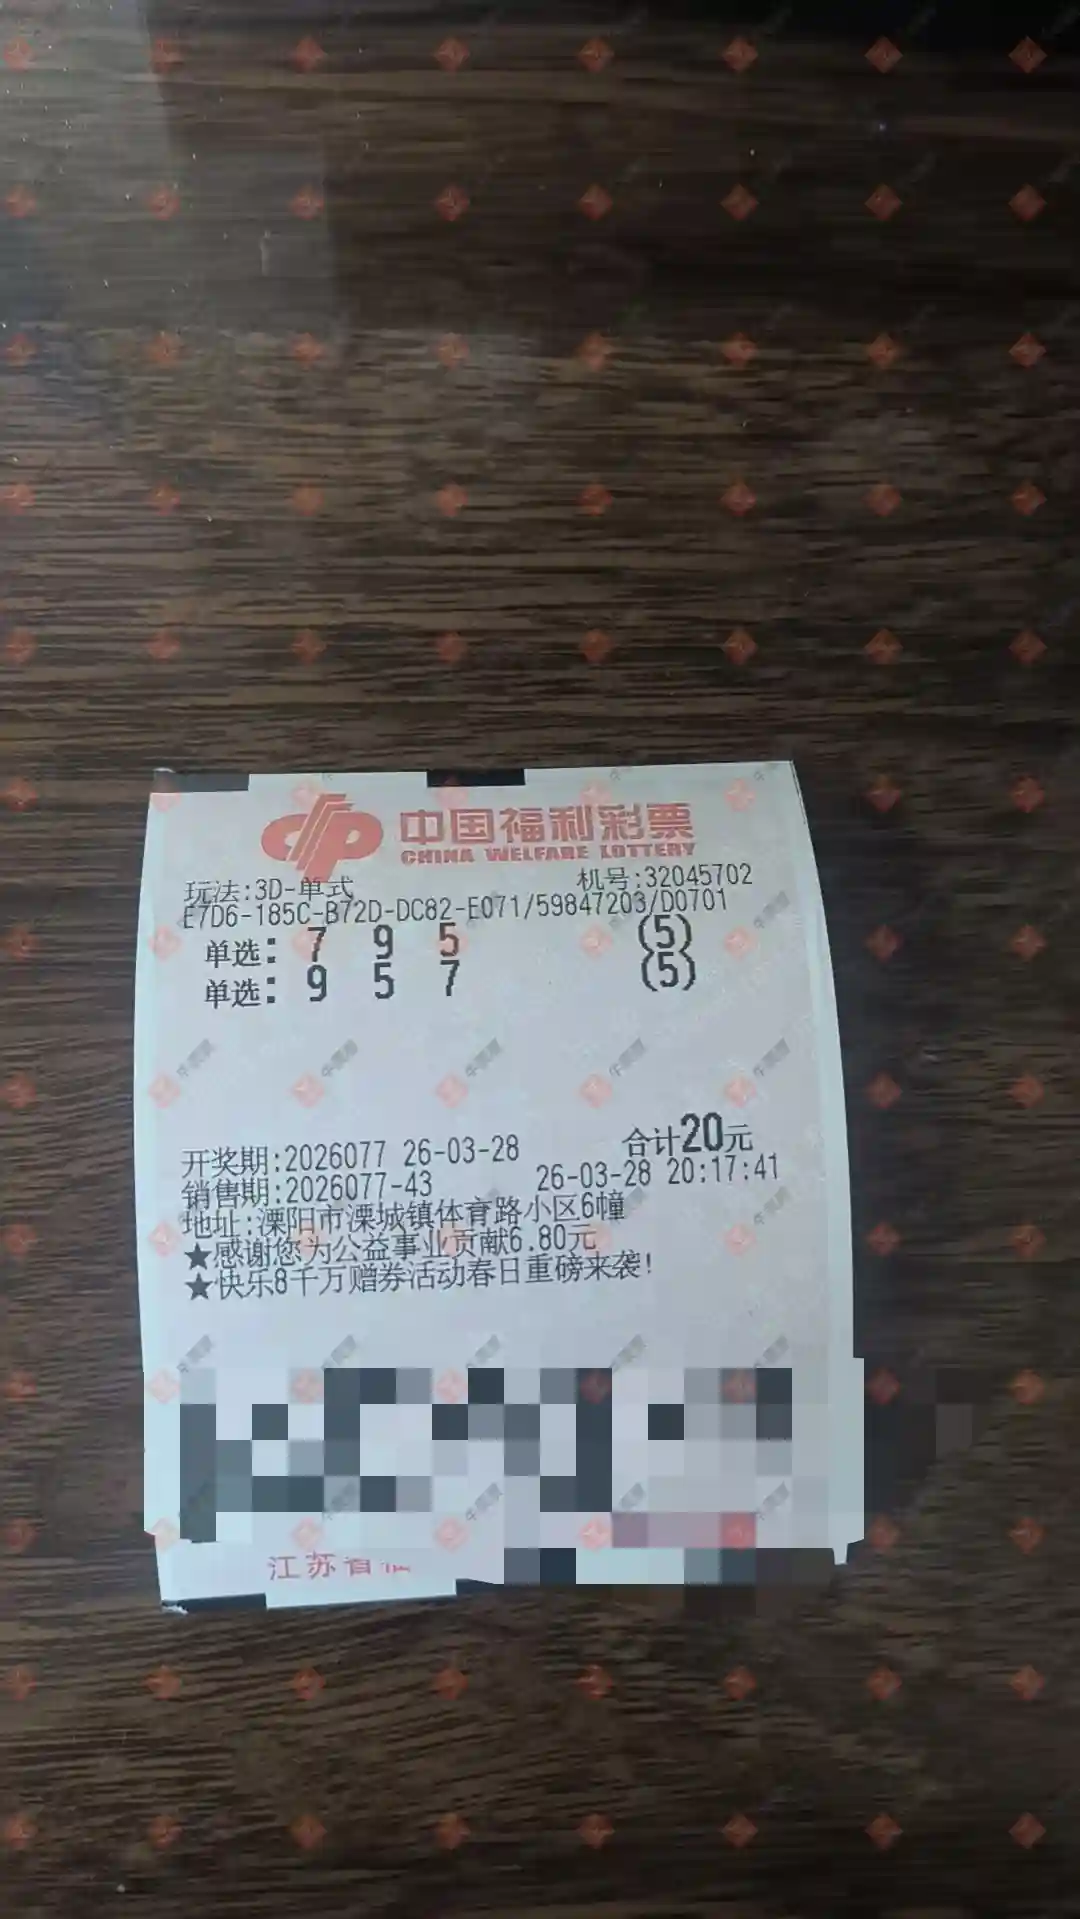 中国福利彩票
CHINA WELFARE LOTTERY
玩法:3D-单式 机号:32045702
E7D6-185C-B72D-DC82-E071/59847203/D0701
单选: 7 9 5 (5)
单选: 9 5 7 (5)
开奖期:2026077 26-03-28 合计20元
销售期:2026077-43 26-03-28 20:17:41
地址:溧阳市溧城镇体育路小区6幢
★感谢您为公益事业贡献6.80元
★快乐8千万赠券活动春日重磅来袭!
江苏省